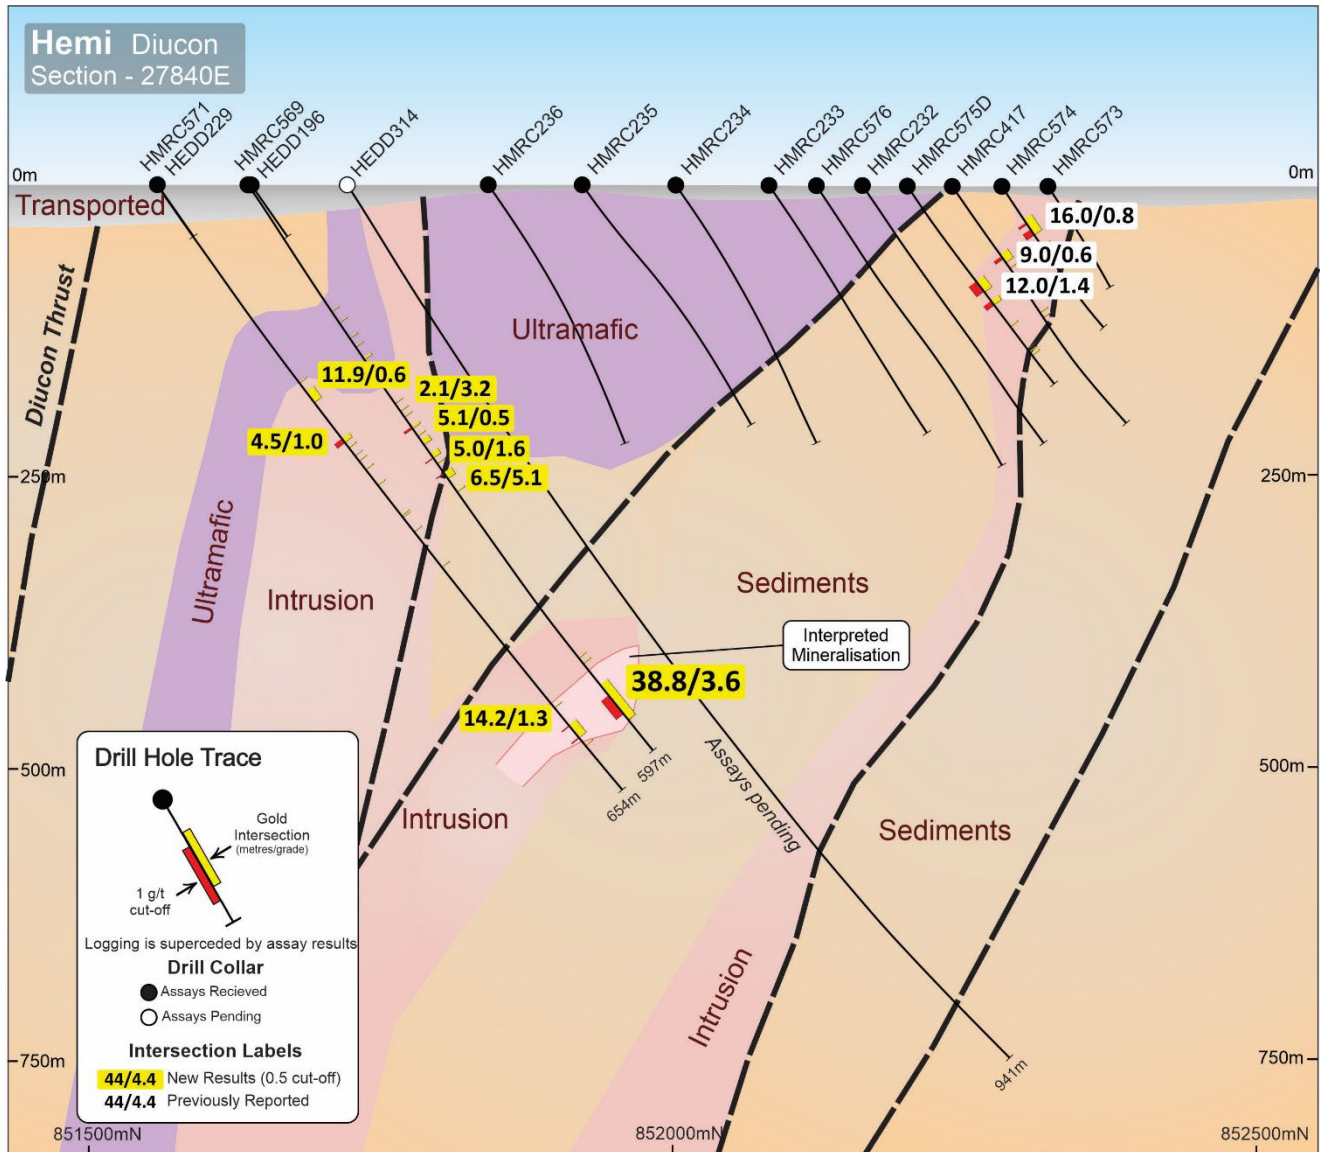 Hemi Diucon
Section - 27840E
HMRC571
HEDD229
HMRC569
HEDD196
HEDD314
HMRC236
HMRC235
HMRC234
HMRC233
HMRC576
HMRC232
HMRC575D
HMRC417
HMRC574
HMRC573
0m
0m
Transported
16.0/0.8
9.0/0.6
12.0/1.4
Diucon Thrust
Ultramafic
11.9/0.6
2.1/3.2
5.1/0.5
4.5/1.0
5.0/1.6
6.5/5.1
250m
250m
Ultramafic
Intrusion
Sediments
Interpreted
Mineralisation
38.8/3.6
14.2/1.3
597m
654m
Assays pending
500m
500m
Intrusion
Sediments
Intrusion
941m
750m
750m
Drill Hole Trace
Gold
Intersection
(metres/grade)
1 g/t
cut-off
Logging is superceded by assay results
Drill Collar
Assays Recieved
Assays Pending
Intersection Labels
44/4.4 New Results (0.5 cut-off)
44/4.4 Previously Reported
851500mN
852000mN
852500mN